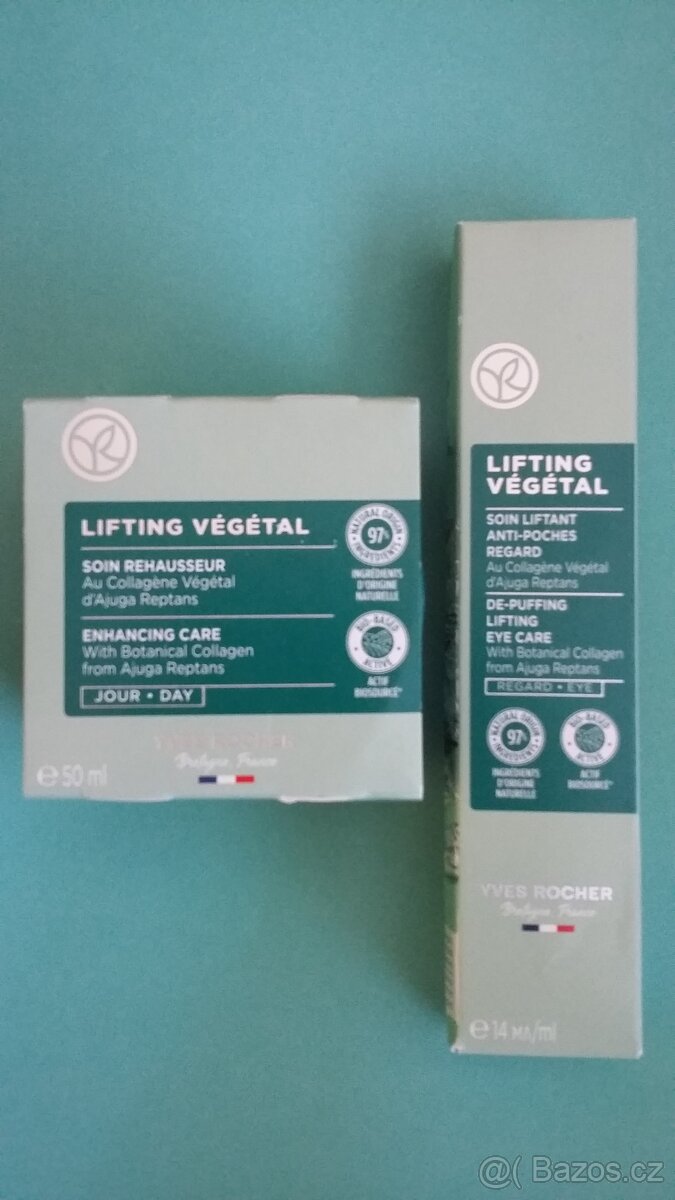 LIFTING VÉGÉTAL
SOIN REHAUSSEUR
Au Collagène Végétal
d'Ajuga Reptans
ENHANCING CARE
With Botanical Collagen
from Ajuga Reptans
JOUR • DAY
NATURAL ORIGIN
97%
INGREDIENTS
INGRÉDIENTS
D'ORIGINE
NATURELLE
BIO-BASED
ACTIVE
ACTIF
BIOSOURCÉ*
YVES ROCHER
Bretagne, France
e 50 ml
LIFTING
VÉGÉTAL
SOIN LIFTANT
ANTI-POCHES
REGARD
Au Collagène Végétal
d'Ajuga Reptans
DE-PUFFING
LIFTING
EYE CARE
With Botanical Collagen
from Ajuga Reptans
REGARD • EYE
NATURAL ORIGIN
97%
INGREDIENTS
INGRÉDIENTS
D'ORIGINE
NATURELLE
BIO-BASED
ACTIVE
ACTIF
BIOSOURCÉ*
YVES ROCHER
Bretagne, France
e 14 МЛ/ml
@( Bazos.cz